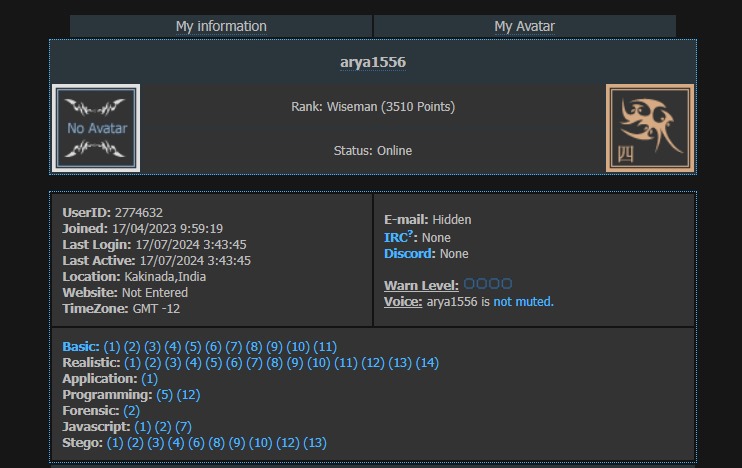 My information
My Avatar
arya1556
No Avatar
Rank: Wiseman (3510 Points)
Status: Online
四
UserID: 2774632
Joined: 17/04/2023 9:59:19
Last Login: 17/07/2024 3:43:45
Last Active: 17/07/2024 3:43:45
Location: Kakinada,India
Website: Not Entered
TimeZone: GMT -12
E-mail: Hidden
IRC?: None
Discord: None
Warn Level:
Voice: arya1556 is not muted.
Basic: (1) (2) (3) (4) (5) (6) (7) (8) (9) (10) (11)
Realistic: (1) (2) (3) (4) (5) (6) (7) (8) (9) (10) (11) (12) (13) (14)
Application: (1)
Programming: (5) (12)
Forensic: (2)
Javascript: (1) (2) (7)
Stego: (1) (2) (3) (4) (6) (8) (9) (10) (12) (13)